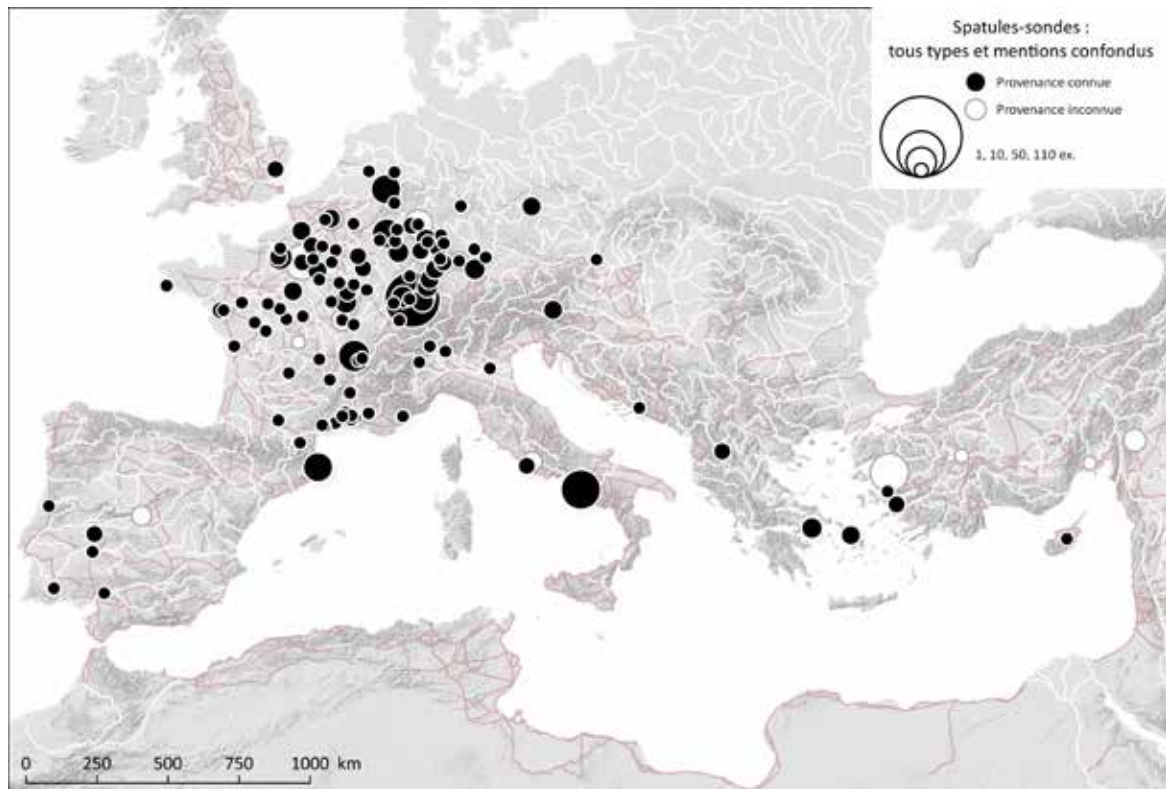 Spatules-sondes :
tous types et mentions confondus
Provenance connue
Provenance inconnue
1, 10, 50, 110 ex.
0 250 500 750 1000 km